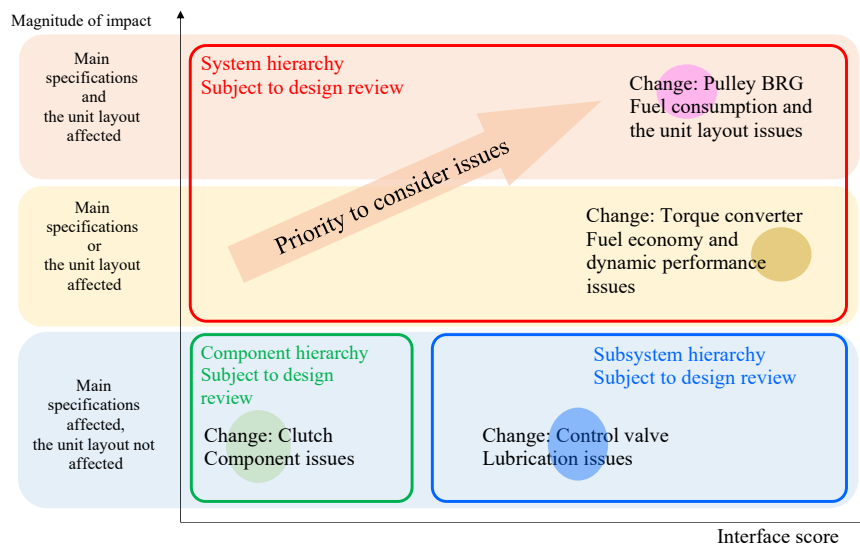 Magnitude of impact
Main
specifications
and
the unit layout
affected
System hierarchy
Subject to design review
Change: Pulley BRG
Fuel consumption and
the unit layout issues
Priority to consider issues
Main
specifications
or
the unit layout
affected
Change: Torque converter
Fuel economy and
dynamic performance
issues
Main
specifications
affected,
the unit layout not
affected
Component hierarchy
Subject to design
review
Change: Clutch
Component issues
Subsystem hierarchy
Subject to design review
Change: Control valve
Lubrication issues
Interface score